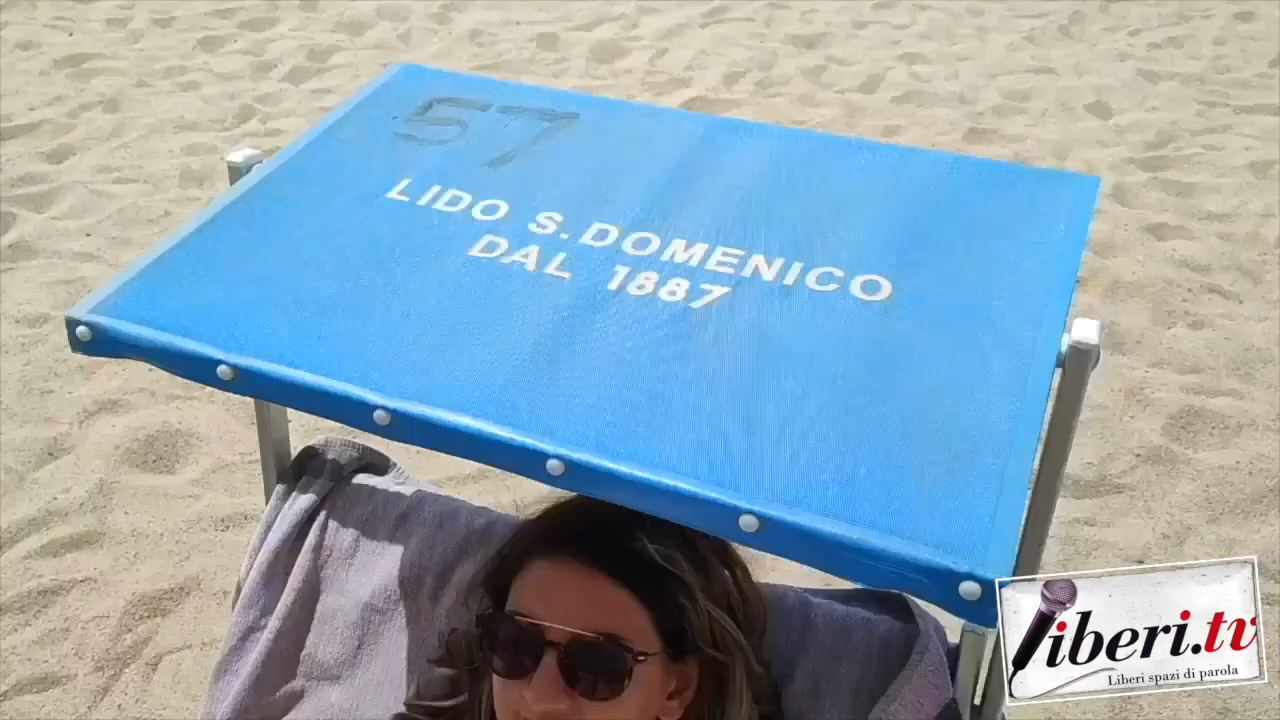 57
LIDO S. DOMENICO
DAL 1887
liberi.tv
Liberi spazi di parola